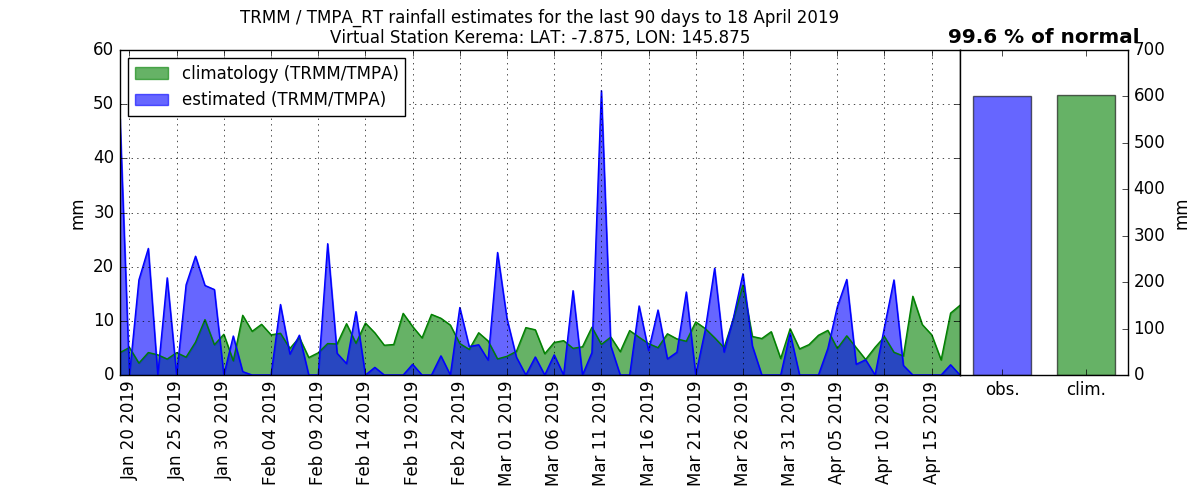 TRMM / TMPA_RT rainfall estimates for the last 90 days to 18 April 2019
Virtual Station Kerema: LAT: -7.875, LON: 145.875
99.6 % of normal
climatology (TRMM/TMPA)
estimated (TRMM/TMPA)
60
50
40
30
20
10
0
mm
Jan 20 2019
Jan 25 2019
Jan 30 2019
Feb 04 2019
Feb 09 2019
Feb 14 2019
Feb 19 2019
Feb 24 2019
Mar 01 2019
Mar 06 2019
Mar 11 2019
Mar 16 2019
Mar 21 2019
Mar 26 2019
Mar 31 2019
Apr 05 2019
Apr 10 2019
Apr 15 2019
obs.
clim.
700
600
500
400
300
200
100
0
mm